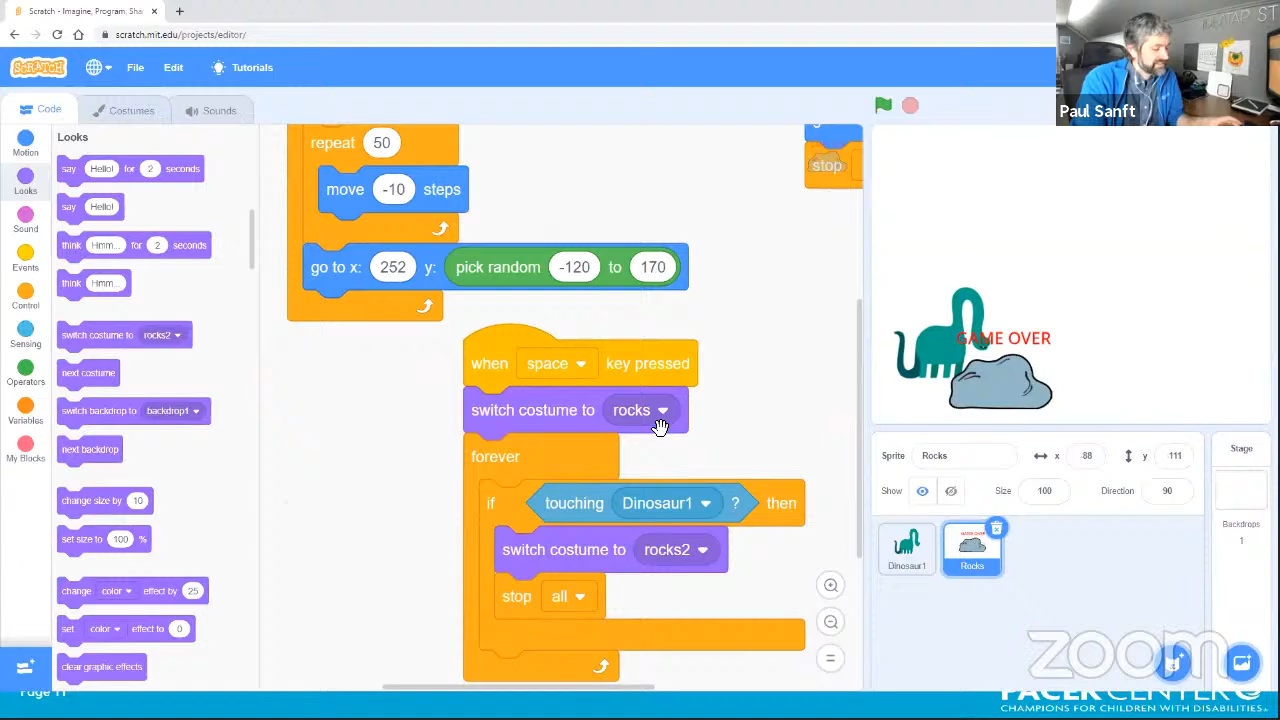 Scratch - Imagine, Program, Sha
scratch.mit.edu/projects/editor/
SCRATCH
File
Edit
Tutorials
Paul Sanft
Code
Costumes
Sounds
Motion
Looks
Sound
Events
Control
Sensing
Operators
Variables
My Blocks
Looks
say Hello! for 2 seconds
say Hello!
think Hmm... for 2 seconds
think Hmm...
switch costume to rocks2
next costume
switch backdrop to backdrop1
next backdrop
change size by 10
set size to 100 %
change color effect by 25
set color effect to 0
clear graphic effects
repeat 50
move -10 steps
go to x: 252 y: pick random -120 to 170
stop
when space key pressed
switch costume to rocks
forever
if touching Dinosaur1 ? then
switch costume to rocks2
stop all
GAME OVER
Sprite Rocks x -88 y -111
Show Size 100 Direction 90
Dinosaur1
Rocks
Stage
Backdrops
1
zoom
Page 11
PACER CENTER
CHAMPIONS FOR CHILDREN WITH DISABILITIES